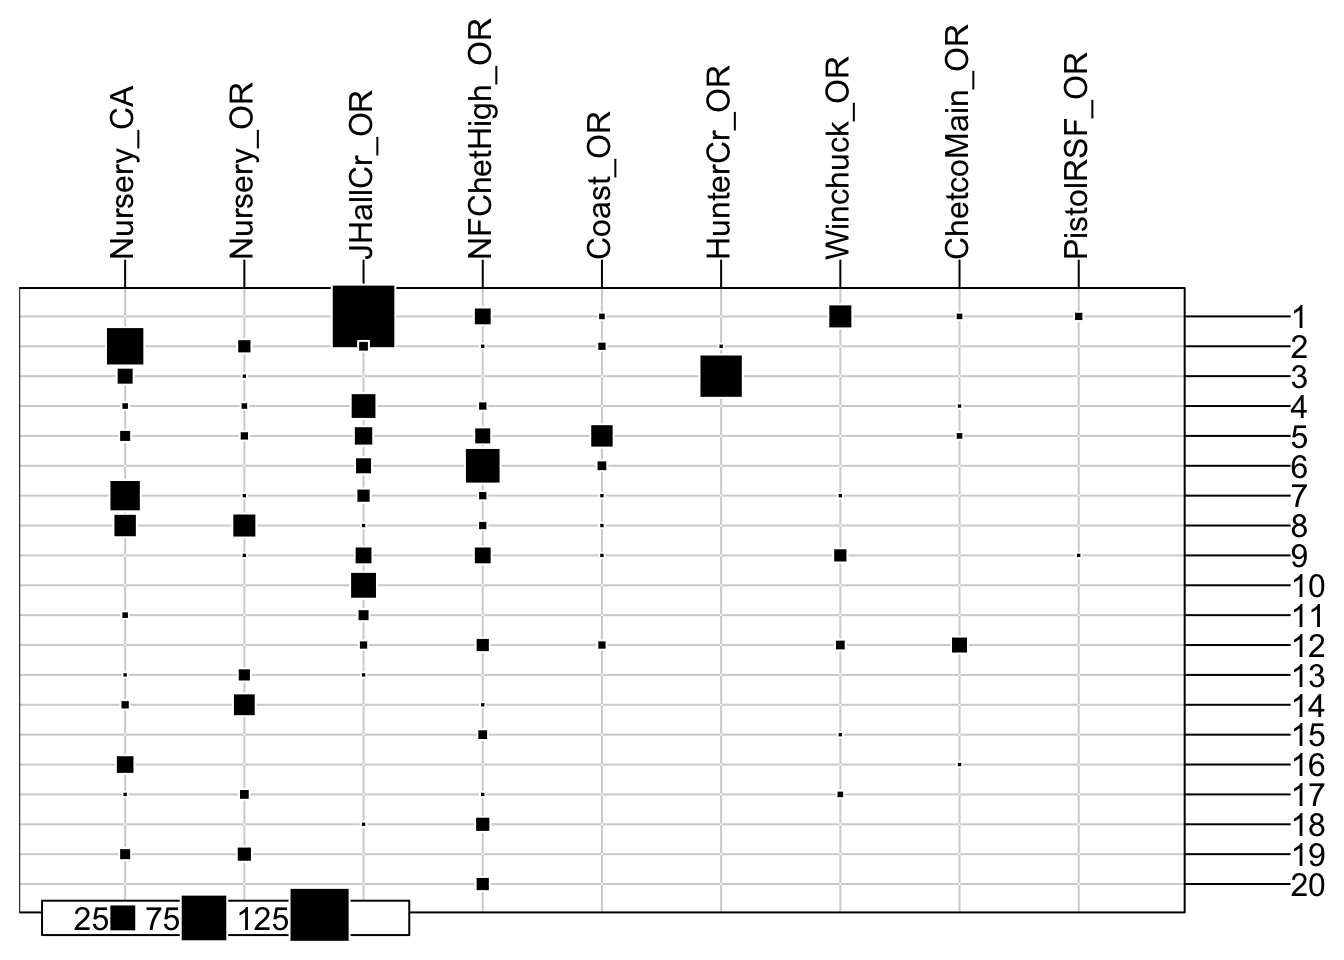 Nursery_CA
Nursery_OR
JHallCr_OR
NFChetHigh_OR
Coast_OR
HunterCr_OR
Winchuck_OR
ChetcoMain_OR
PistolRSF_OR
1
2
3
4
5
6
7
8
9
10
11
12
13
14
15
16
17
18
19
20
25 75 125